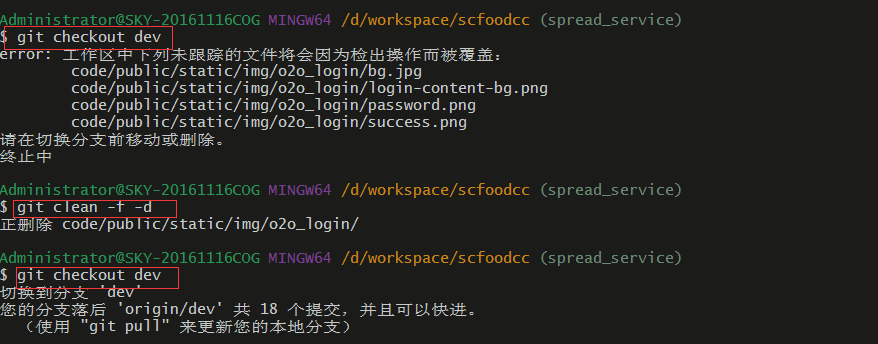 Administrator@SKY-20161116COG MINGW64 /d/workspace/scfoodcc (spread_service)
$ git checkout dev
error: 工作区中下列未跟踪的文件将会因为检出操作而被覆盖：
code/public/static/img/o2o_login/bg.jpg
code/public/static/img/o2o_login/login-content-bg.png
code/public/static/img/o2o_login/password.png
code/public/static/img/o2o_login/success.png
请在切换分支前移动或删除。
终止中
Administrator@SKY-20161116COG MINGW64 /d/workspace/scfoodcc (spread_service)
$ git clean -f -d
正删除 code/public/static/img/o2o_login/
Administrator@SKY-20161116COG MINGW64 /d/workspace/scfoodcc (spread_service)
$ git checkout dev
切换到分支 'dev'
您的分支落后 'origin/dev' 共 18 个提交，并且可以快进。
（使用 "git pull" 来更新您的本地分支）